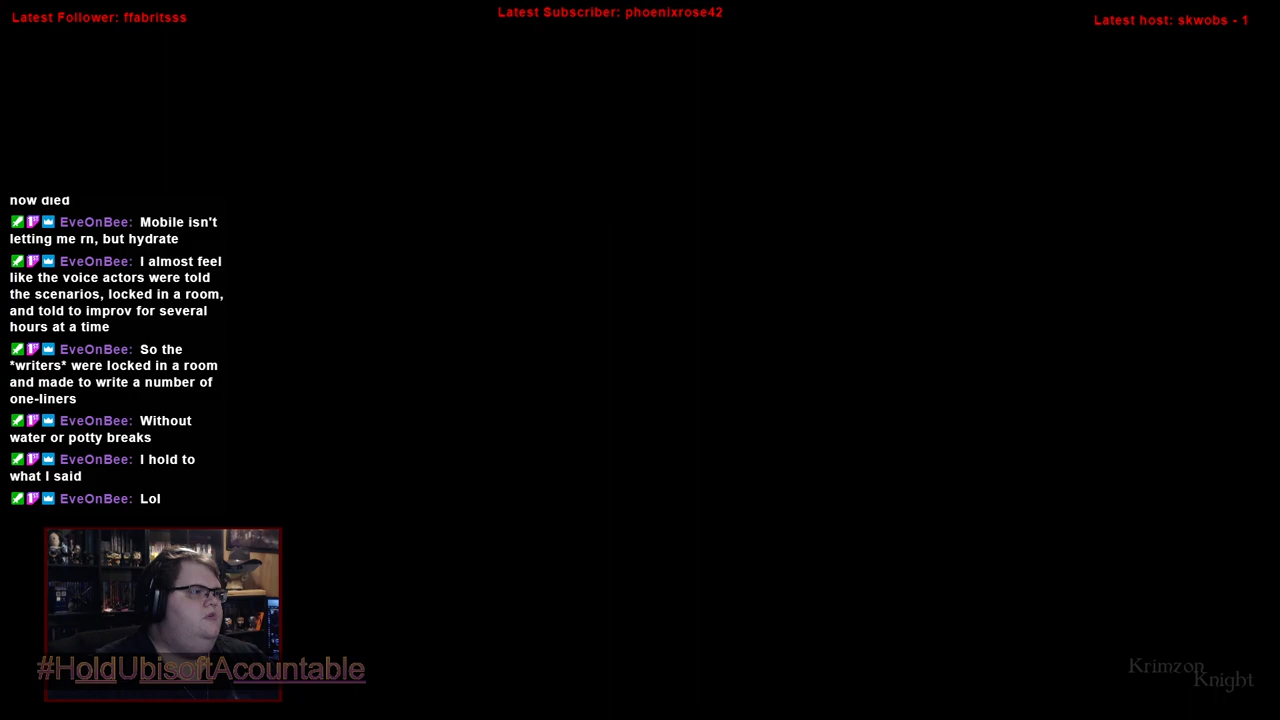 Latest Follower: ffabritsss
Latest Subscriber: phoenixrose42
Latest host: skwobs - 1
now died
EveOnBee: Mobile isn't
letting me rn, but hydrate
EveOnBee: I almost feel
like the voice actors were told
the scenarios, locked in a room,
and told to improv for several
hours at a time
EveOnBee: So the
*writers* were locked in a room
and made to write a number of
one-liners
EveOnBee: Without
water or potty breaks
EveOnBee: I hold to
what I said
EveOnBee: Lol
#HoldUbisoftAcountable
Krimzon
Knight